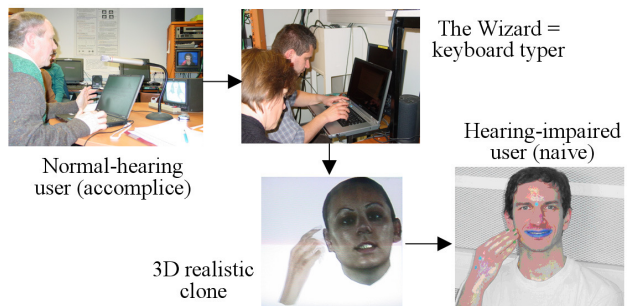 The Wizard =
keyboard typer
Normal-hearing
user (accomplice)
Hearing-impaired
user (naive)
3D realistic
clone